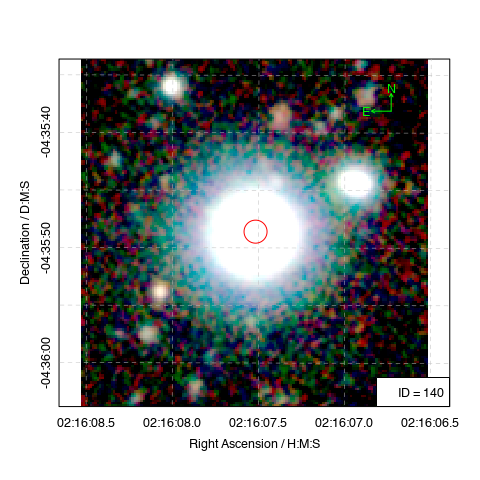 N
E
Declination / D:M:S
-04:35:40
-04:35:50
-04:36:00
ID = 140
02:16:08.5 02:16:08.0 02:16:07.5 02:16:07.0 02:16:06.5
Right Ascension / H:M:S